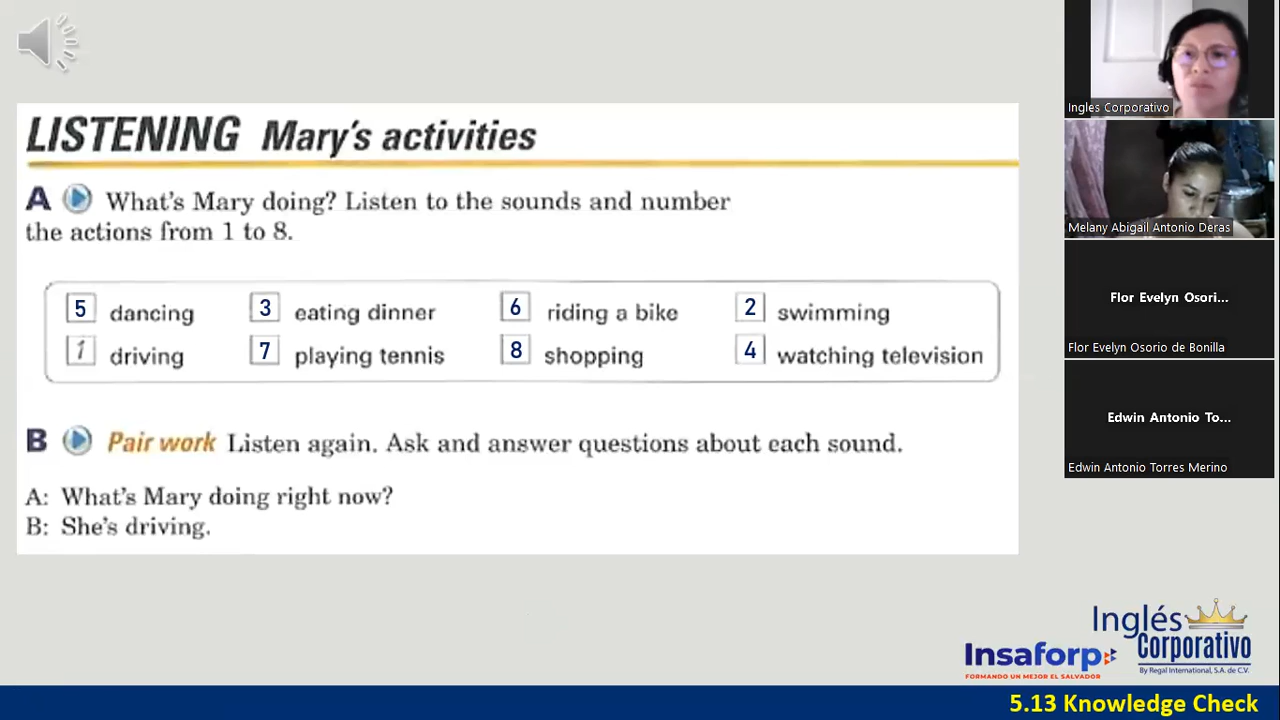 LISTENING Mary's activities
A What's Mary doing? Listen to the sounds and number
the actions from 1 to 8.
5 dancing 3 eating dinner 6 riding a bike 2 swimming
1 driving 7 playing tennis 8 shopping 4 watching television
B Pair work Listen again. Ask and answer questions about each sound.
A: What's Mary doing right now?
B: She's driving.
Ingles Corporativo
Melany Abigail Antonio Deras
Flor Evelyn Osori...
Flor Evelyn Osorio de Bonilla
Edwin Antonio To...
Edwin Antonio Torres Merino
Insaforp
FORMANDO UN MEJOR EL SALVADOR
Inglés
Corporativo
By Regal International, S.A. de C.V.
5.13 Knowledge Check